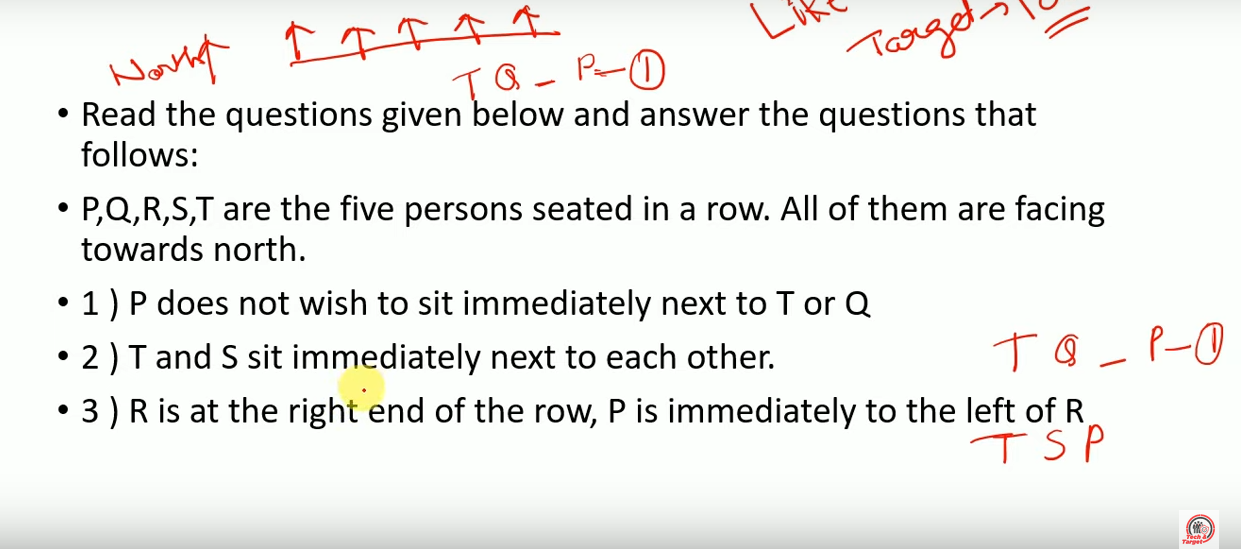 Like
North
Target → 10
T Q – P – 1
• Read the questions given below and answer the questions that
follows:
• P,Q,R,S,T are the five persons seated in a row. All of them are facing
towards north.
• 1 ) P does not wish to sit immediately next to T or Q
• 2 ) T and S sit immediately next to each other.
T Q – P – 1
• 3 ) R is at the right end of the row, P is immediately to the left of R
T S P
Tech &
Target